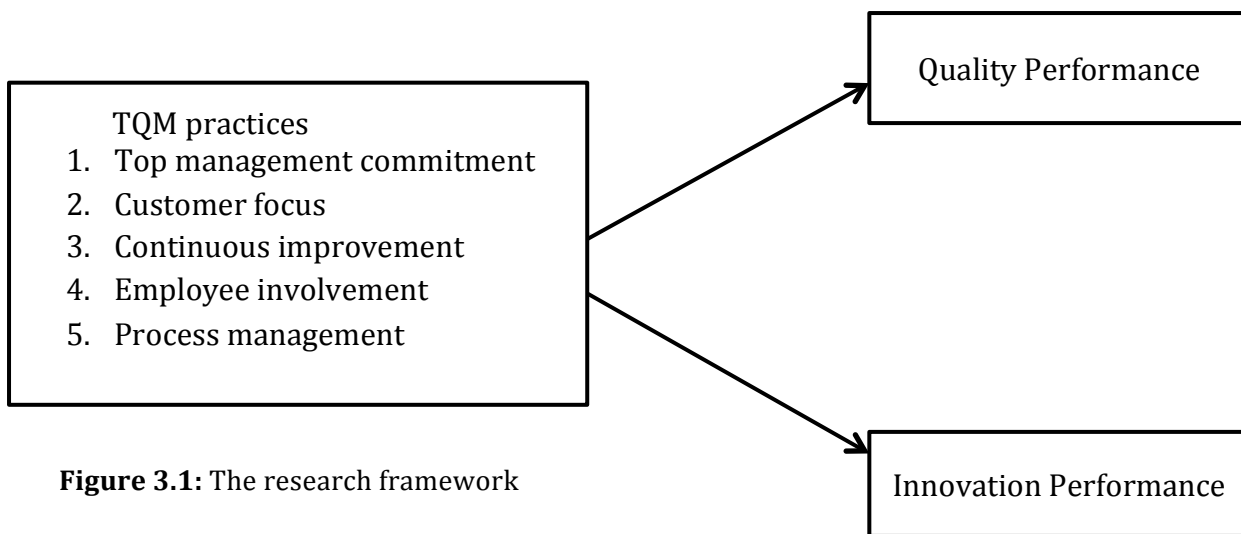 Quality Performance
TQM practices
1. Top management commitment
2. Customer focus
3. Continuous improvement
4. Employee involvement
5. Process management
Figure 3.1: The research framework
Innovation Performance